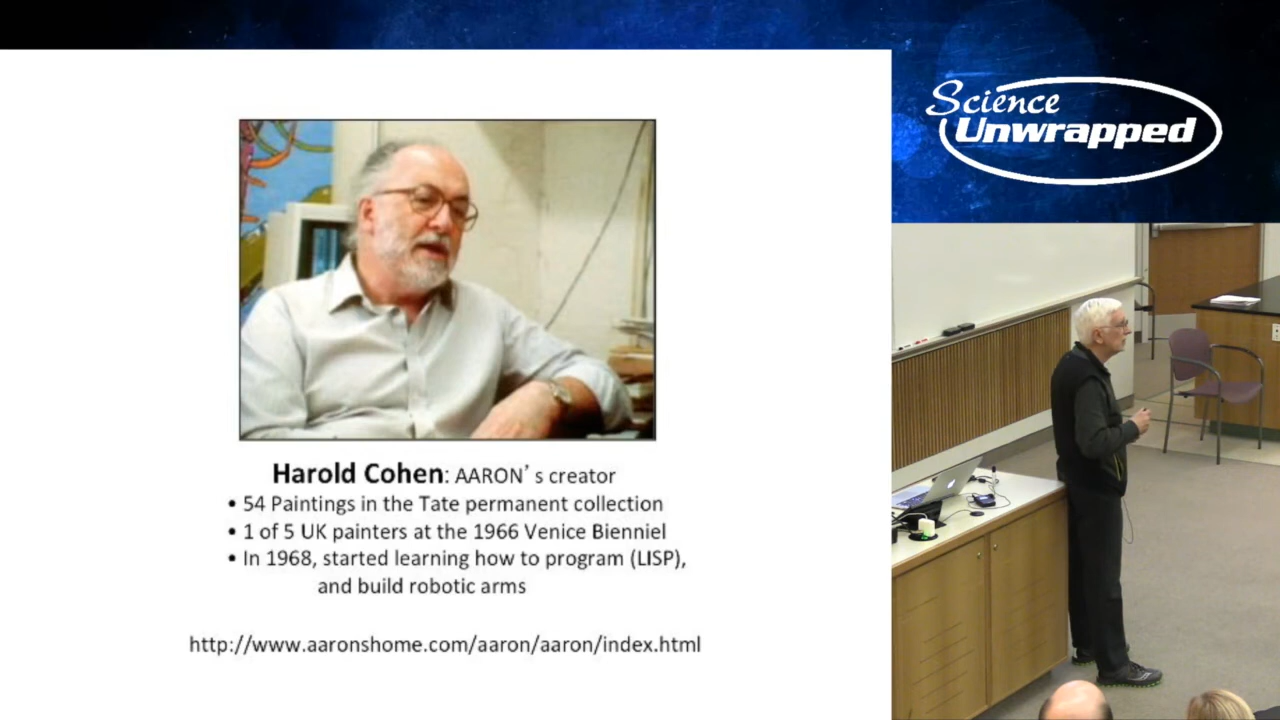 Science
Unwrapped
Harold Cohen: AARON’s creator
• 54 Paintings in the Tate permanent collection
• 1 of 5 UK painters at the 1966 Venice Bienniel
• In 1968, started learning how to program (LISP),
and build robotic arms
http://www.aaronshome.com/aaron/aaron/index.html